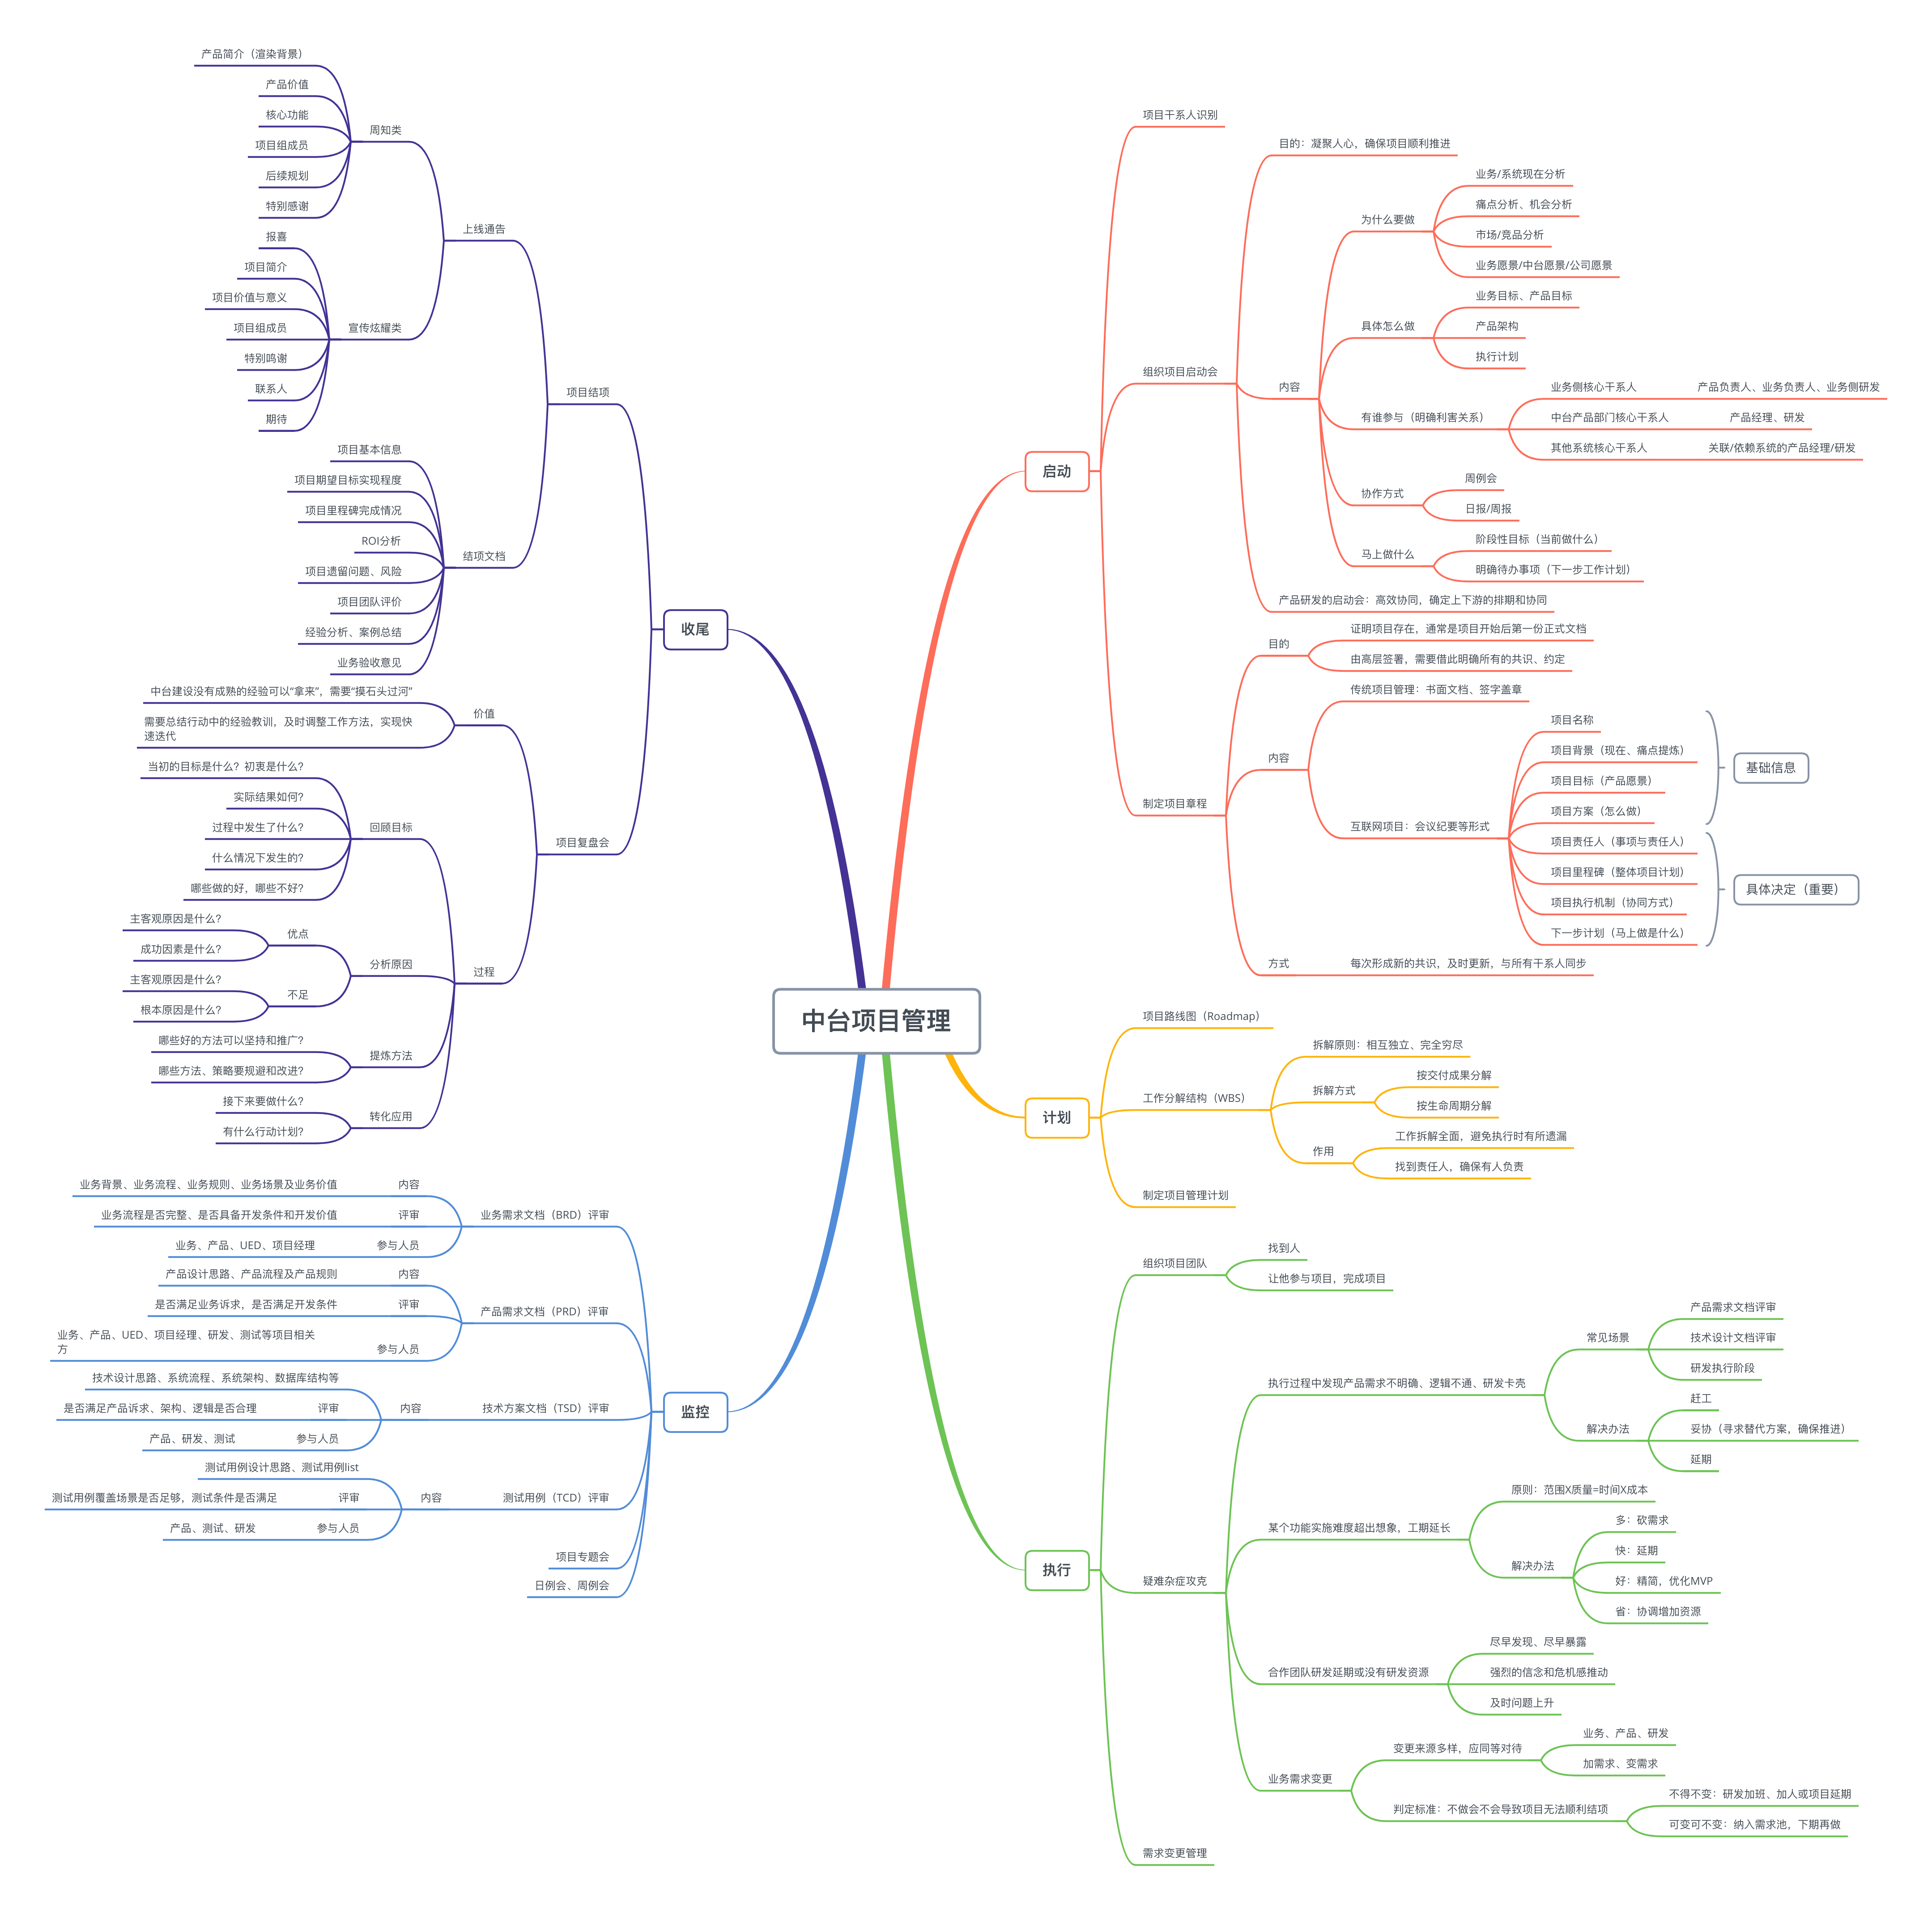 中台项目管理
启动
项目干系人识别
组织项目启动会
目的：凝聚人心，确保项目顺利推进
内容
为什么要做
业务/系统现在分析
痛点分析、机会分析
市场/竞品分析
业务愿景/中台愿景/公司愿景
具体怎么做
业务目标、产品目标
产品架构
执行计划
有谁参与（明确利害关系）
业务侧核心干系人
产品负责人、业务负责人、业务侧研发
中台产品部门核心干系人
产品经理、研发
其他系统核心干系人
关联/依赖系统的产品经理/研发
协作方式
周例会
日报/周报
马上做什么
阶段性目标（当前做什么）
明确待办事项（下一步工作计划）
产品研发的启动会：高效协同，确定上下游的排期和协同
制定项目章程
目的
证明项目存在，通常是项目开始后第一份正式文档
由高层签署，需要借此明确所有的共识、约定
内容
传统项目管理：书面文档、签字盖章
互联网项目：会议纪要等形式
项目名称
项目背景（现在、痛点提炼）
项目目标（产品愿景）
项目方案（怎么做）
项目责任人（事项与责任人）
项目里程碑（整体项目计划）
项目执行机制（协同方式）
下一步计划（马上做是什么）
基础信息
具体决定（重要）
方式
每次形成新的共识，及时更新，与所有干系人同步
计划
项目路线图（Roadmap）
工作分解结构（WBS）
拆解原则：相互独立、完全穷尽
拆解方式
按交付成果分解
按生命周期分解
作用
工作拆解全面，避免执行时有所遗漏
找到责任人，确保有人负责
制定项目管理计划
执行
组织项目团队
找到人
让他参与项目，完成项目
疑难杂症攻克
执行过程中发现产品需求不明确、逻辑不通、研发卡壳
常见场景
产品需求文档评审
技术设计文档评审
研发执行阶段
解决办法
赶工
妥协（寻求替代方案，确保推进）
延期
某个功能实施难度超出想象，工期延长
原则：范围X质量=时间X成本
解决办法
多：砍需求
快：延期
好：精简，优化MVP
省：协调增加资源
合作团队研发延期或没有研发资源
尽早发现、尽早暴露
强烈的信念和危机感推动
及时问题上升
业务需求变更
变更来源多样，应同等对待
业务、产品、研发
加需求、变需求
判定标准：不做会不会导致项目无法顺利结项
不得不变：研发加班、加人或项目延期
可变可不变：纳入需求池，下期再做
需求变更管理
收尾
项目结项
上线通告
周知类
产品简介（渲染背景）
产品价值
核心功能
项目组成员
后续规划
特别感谢
宣传炫耀类
报喜
项目简介
项目价值与意义
项目组成员
特别鸣谢
联系人
期待
结项文档
项目基本信息
项目期望目标实现程度
项目里程碑完成情况
ROI分析
项目遗留问题、风险
项目团队评价
经验分析、案例总结
业务验收意见
项目复盘会
价值
中台建设没有成熟的经验可以“拿来”，需要“摸石头过河”
需要总结行动中的经验教训，及时调整工作方法，实现快
速迭代
过程
回顾目标
当初的目标是什么？初衷是什么？
实际结果如何？
过程中发生了什么？
什么情况下发生的？
哪些做的好，哪些不好？
分析原因
优点
主客观原因是什么？
成功因素是什么？
不足
主客观原因是什么？
根本原因是什么？
提炼方法
哪些好的方法可以坚持和推广？
哪些方法、策略要规避和改进？
转化应用
接下来要做什么？
有什么行动计划？
监控
业务需求文档（BRD）评审
内容
业务背景、业务流程、业务规则、业务场景及业务价值
评审
业务流程是否完整、是否具备开发条件和开发价值
参与人员
业务、产品、UED、项目经理
产品需求文档（PRD）评审
内容
产品设计思路、产品流程及产品规则
评审
是否满足业务诉求，是否满足开发条件
参与人员
业务、产品、UED、项目经理、研发、测试等项目相关
方
技术方案文档（TSD）评审
内容
技术设计思路、系统流程、系统架构、数据库结构等
评审
是否满足产品诉求、架构、逻辑是否合理
参与人员
产品、研发、测试
测试用例（TCD）评审
内容
测试用例设计思路、测试用例list
评审
测试用例覆盖场景是否足够，测试条件是否满足
参与人员
产品、测试、研发
项目专题会
日例会、周例会